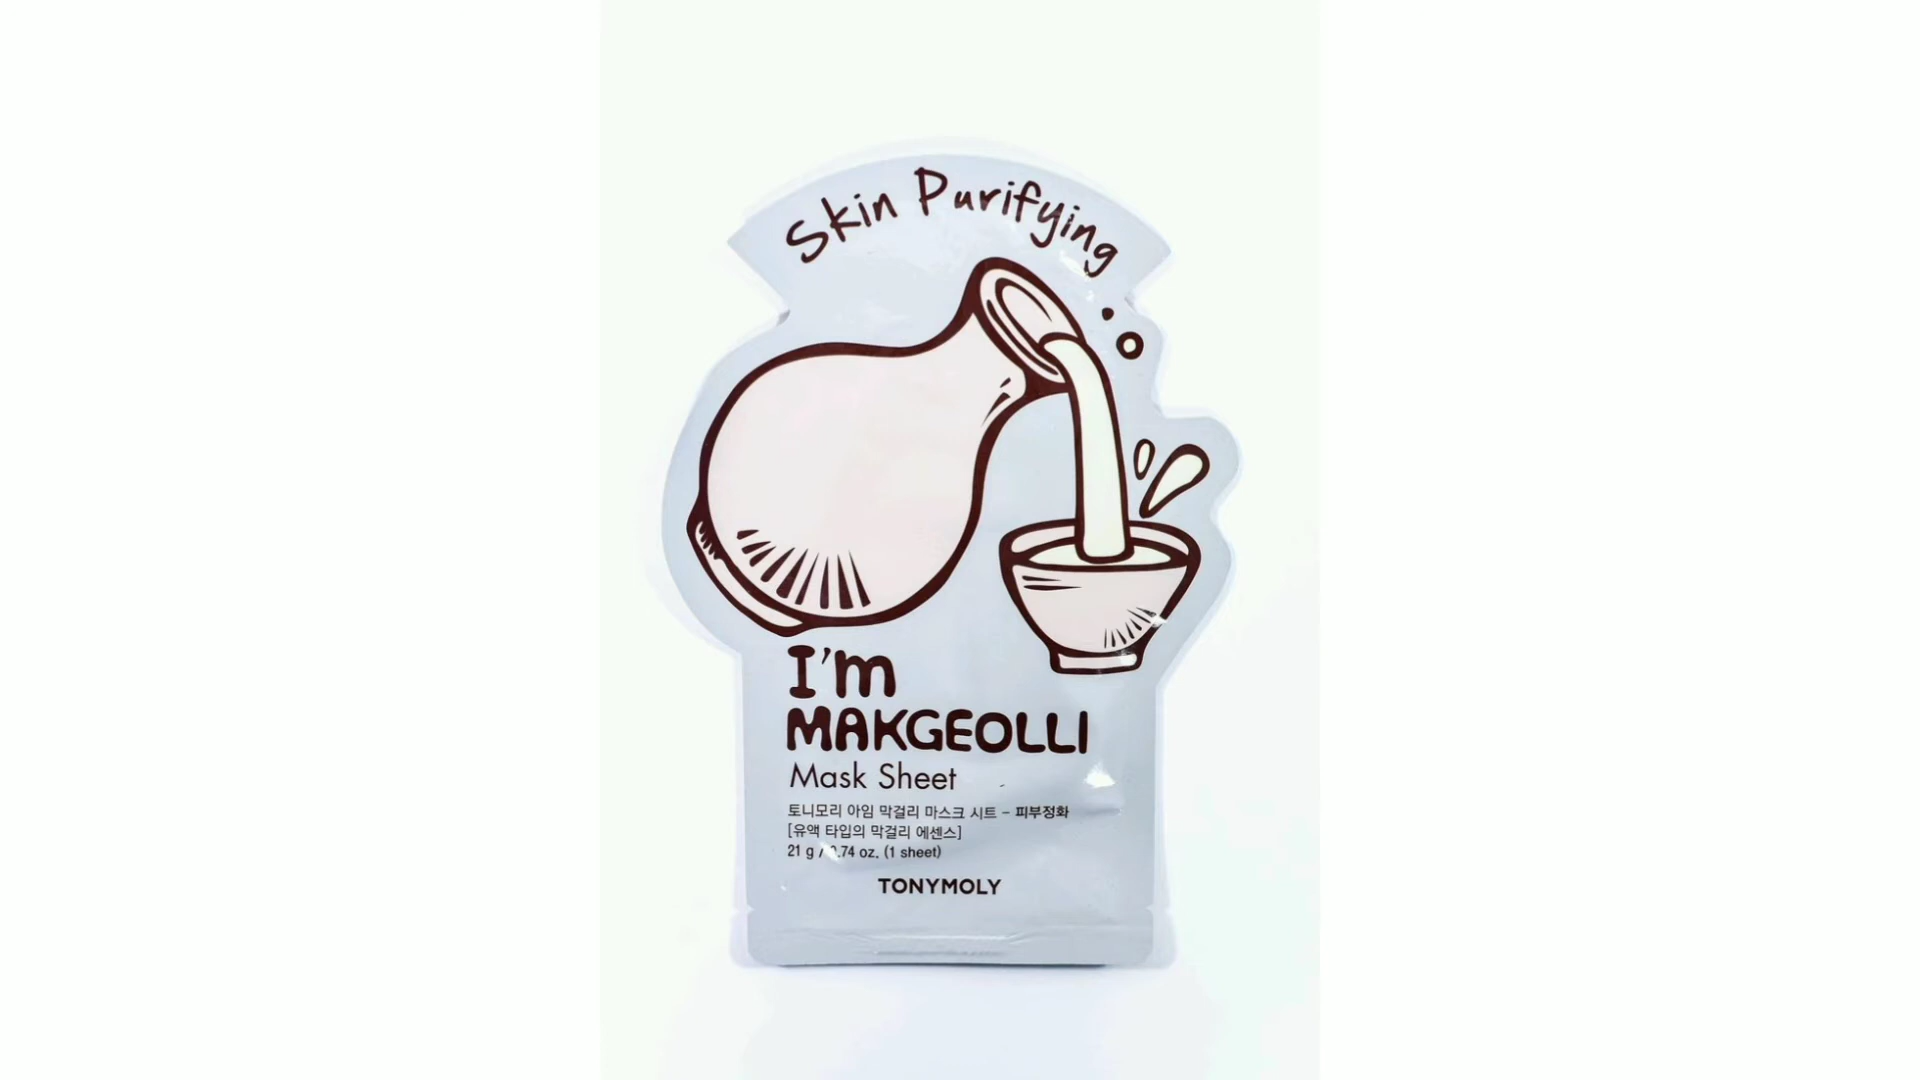 Skin Purifying
I'm
MAKGEOLLI
Mask Sheet
토니모리 아임 막걸리 마스크 시트 - 피부정화
[유액 타입의 막걸리 에센스]
21 g / 0.74 oz. (1 sheet)
TONYMOLY